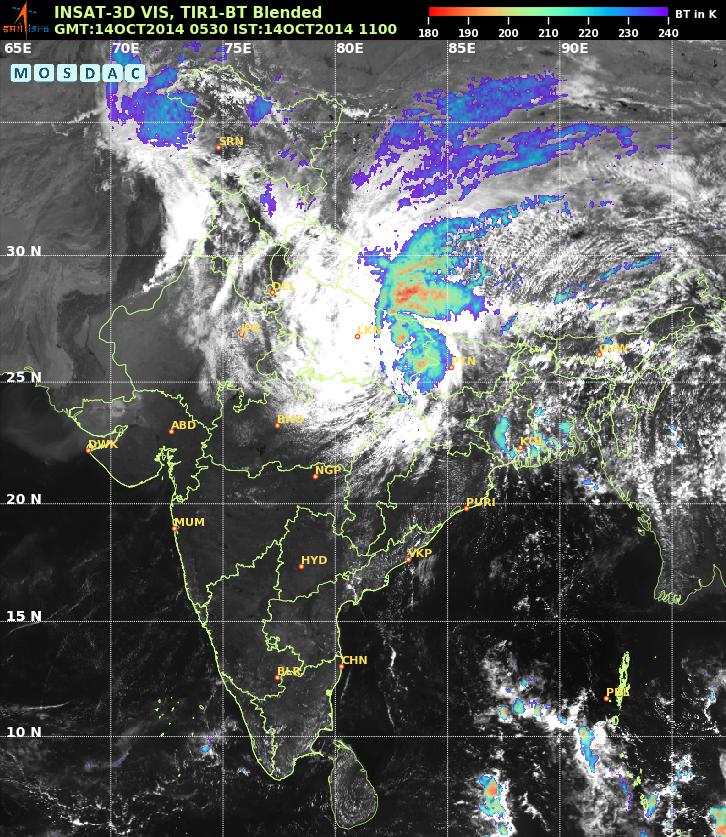 INSAT-3D VIS, TIR1-BT Blended
GMT:14OCT2014 0530 IST:14OCT2014 1100
BT in K
180 190 200 210 220 230 240
65E 70E 75E 80E 85E 90E
MOSDAC
SRN
30 N
DEL
JPR
LKN
PTN
25 N
ABD
BHP
DWK
KOL
NGP
20 N
PURI
MUM
VKP
HYD
15 N
CHN
BLR
PBL
10 N